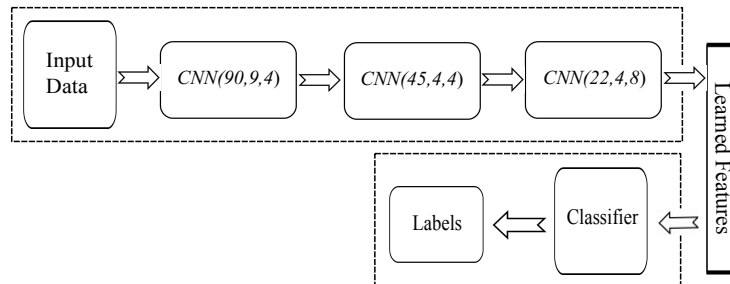 Input
Data
CNN(90,9,4)
CNN(45,4,4)
CNN(22,4,8)
Learned Features
Classifier
Labels